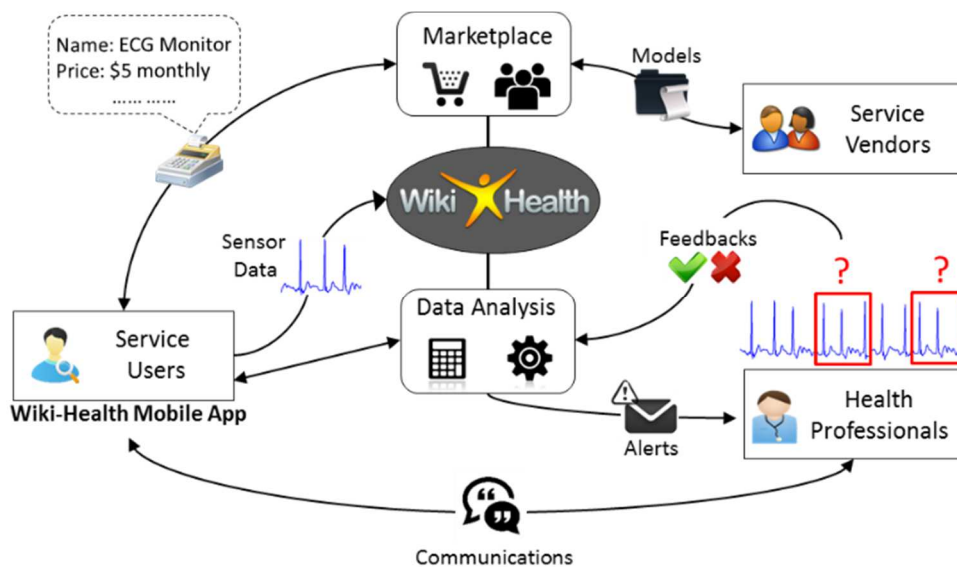 Name: ECG Monitor
Price: $5 monthly
... ... ...
Marketplace
Models
Service
Vendors
Wiki Health
Sensor
Data
Feedbacks
? ?
Data Analysis
Service
Users
Wiki-Health Mobile App
Health
Professionals
Alerts
Communications